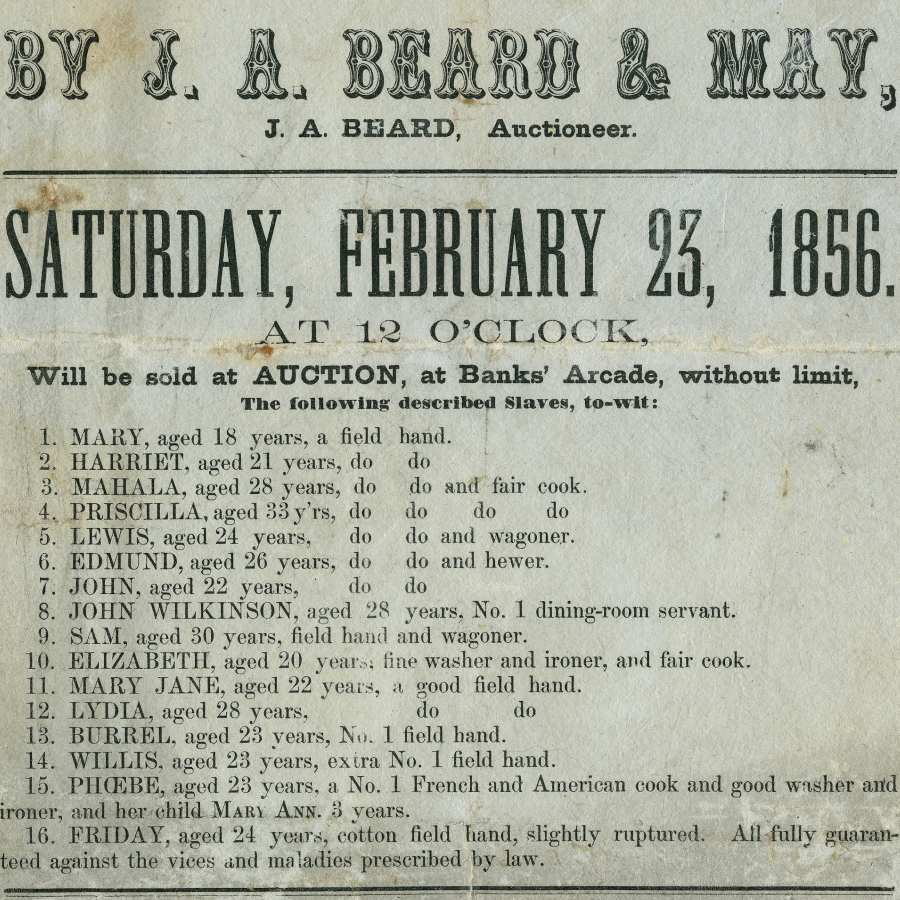 BY J. A. BEARD & MAY,
J. A. BEARD, Auctioneer.
SATURDAY, FEBRUARY 23, 1856.
AT 12 O'CLOCK,
Will be sold at AUCTION, at Banks' Arcade, without limit,
The following described Slaves, to-wit:
1. MARY, aged 18 years, a field hand.
2. HARRIET, aged 21 years, do do
3. MAHALA, aged 28 years, do do and fair cook.
4. PRISCILLA, aged 33 y'rs, do do do do
5. LEWIS, aged 24 years, do do and wagoner.
6. EDMUND, aged 26 years, do do and hewer.
7. JOHN, aged 22 years, do do
8. JOHN WILKINSON, aged 28 years, No. 1 dining-room servant.
9. SAM, aged 30 years, field hand and wagoner.
10. ELIZABETH, aged 20 years; fine washer and ironer, and fair cook.
11. MARY JANE, aged 22 years, a good field hand.
12. LYDIA, aged 28 years, do do
13. BURREL, aged 23 years, No. 1 field hand.
14. WILLIS, aged 23 years, extra No. 1 field hand.
15. PHŒBE, aged 23 years, a No. 1 French and American cook and good washer and
ironer, and her child MARY ANN. 3 years.
16. FRIDAY, aged 24 years, cotton field hand, slightly ruptured. All fully guaran-
teed against the vices and maladies prescribed by law.